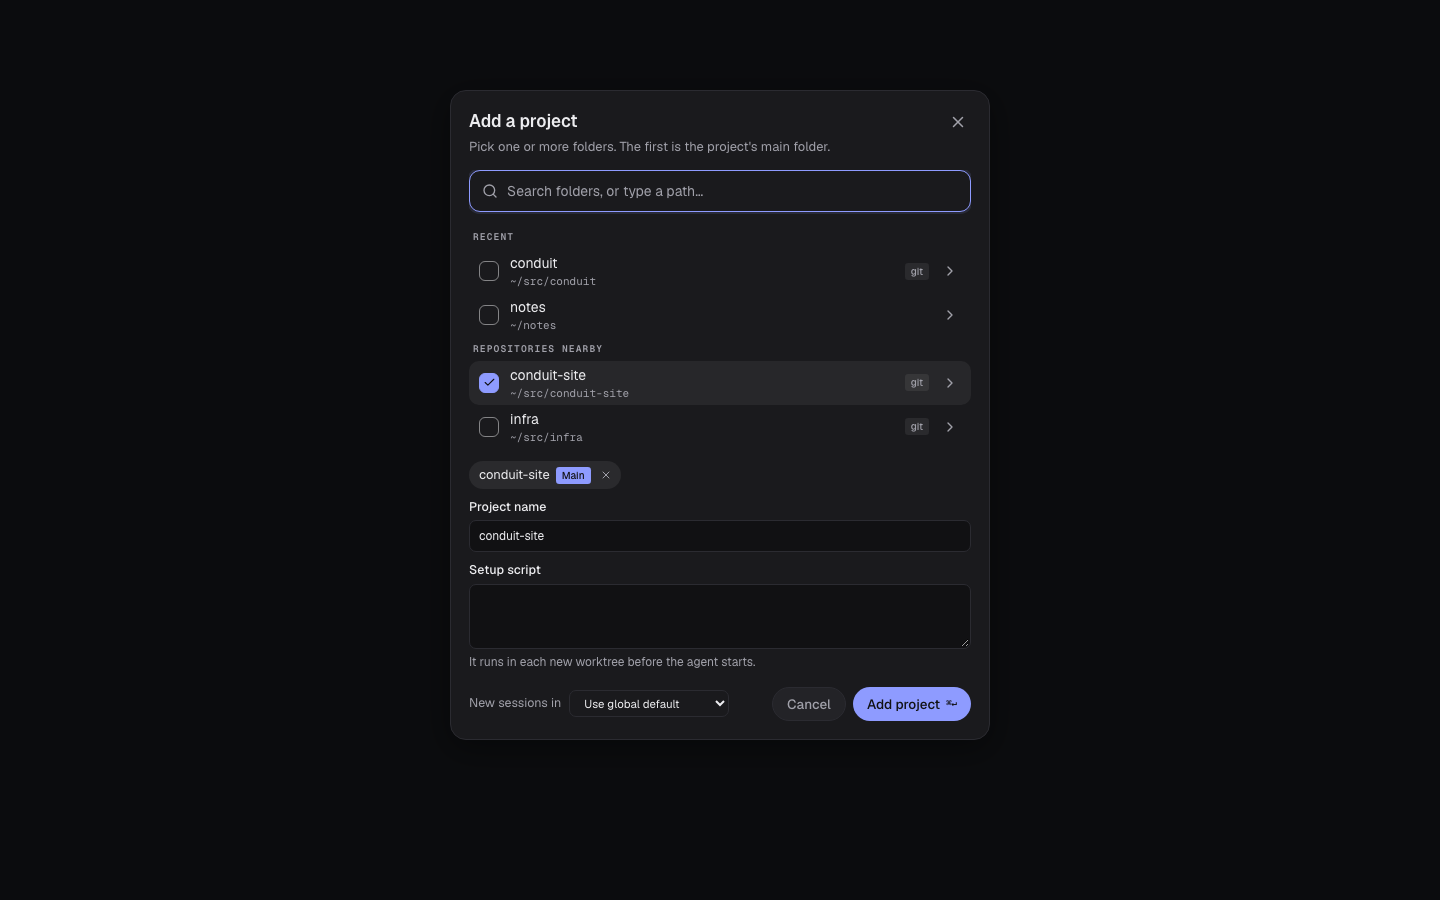 Add a project
Pick one or more folders. The first is the project's main folder.
Search folders, or type a path…
RECENT
conduit
~/src/conduit
git
notes
~/notes
REPOSITORIES NEARBY
conduit-site
~/src/conduit-site
git
infra
~/src/infra
git
conduit-site Main
Project name
conduit-site
Setup script
It runs in each new worktree before the agent starts.
New sessions in Use global default Cancel Add project ⌘↵